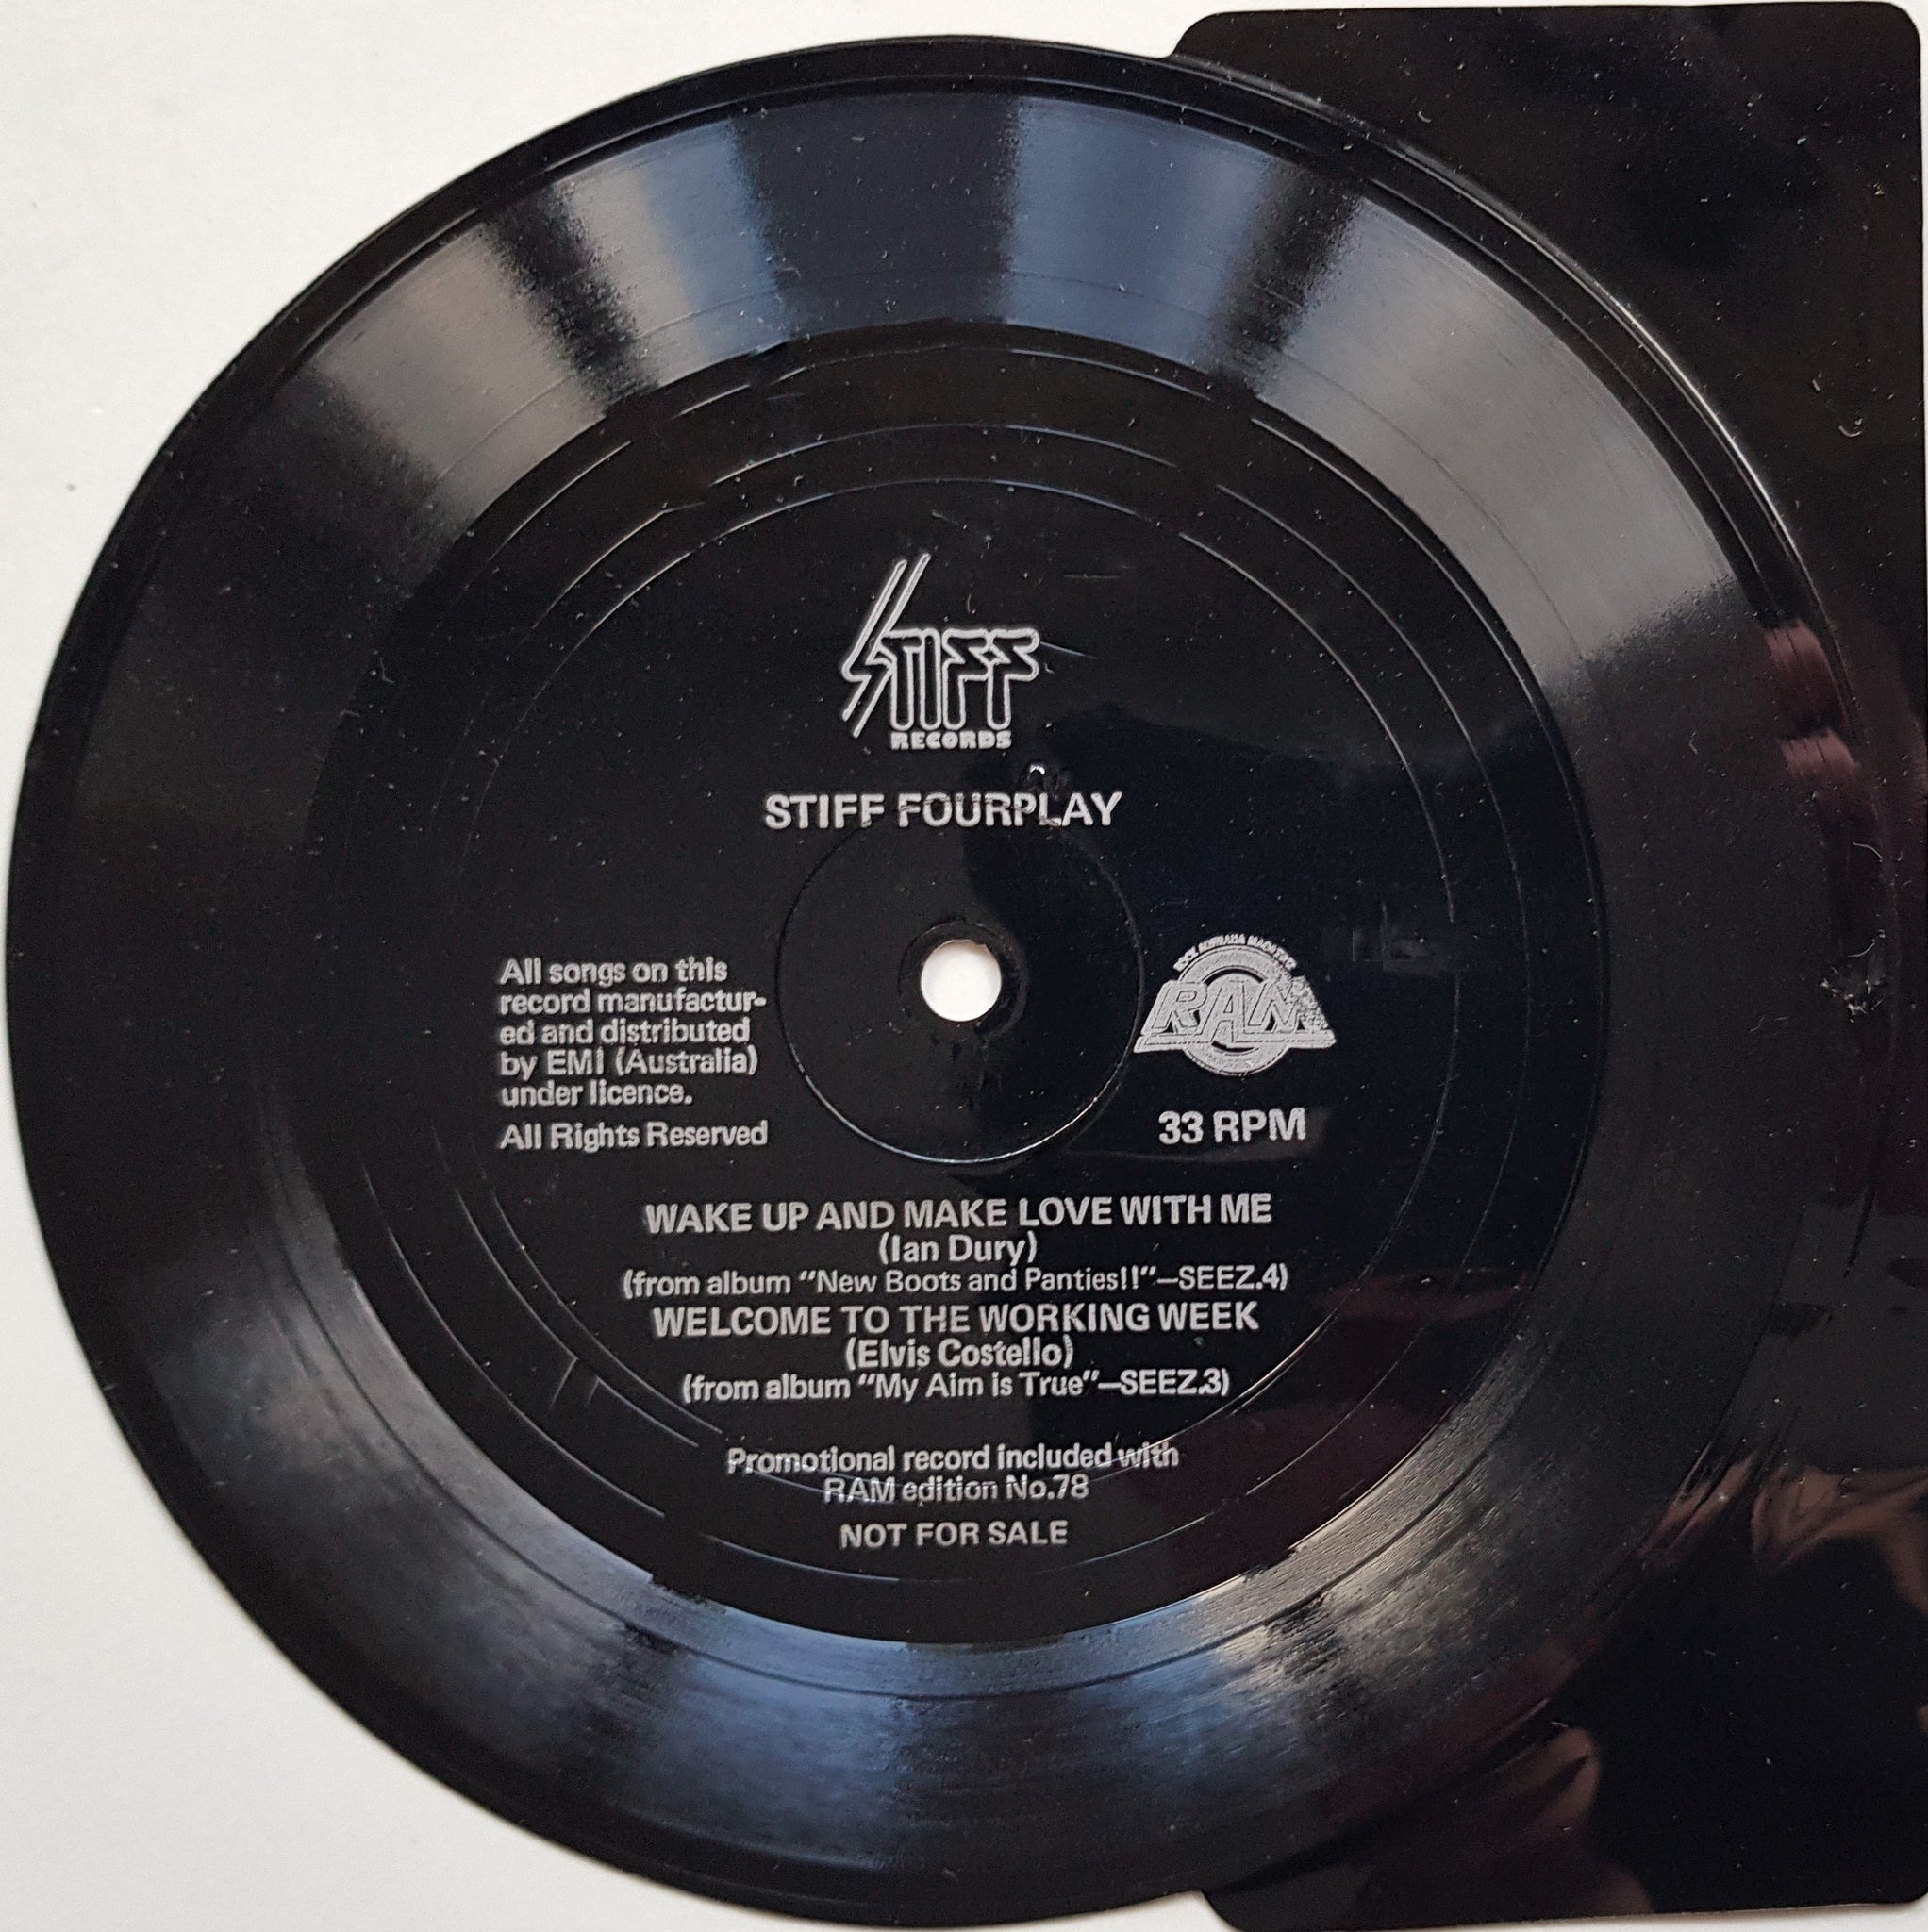 STIFF
RECORDS
STIFF FOURPLAY
All songs on this
record manufactur-
ed and distributed
by EMI (Australia)
under licence.
All Rights Reserved
ROCK AUSTRALIA MAGAZINE
RAM
33 RPM
WAKE UP AND MAKE LOVE WITH ME
(Ian Dury)
(from album "New Boots and Panties!!"—SEEZ.4)
WELCOME TO THE WORKING WEEK
(Elvis Costello)
(from album "My Aim is True"—SEEZ.3)
Promotional record included with
RAM edition No.78
NOT FOR SALE